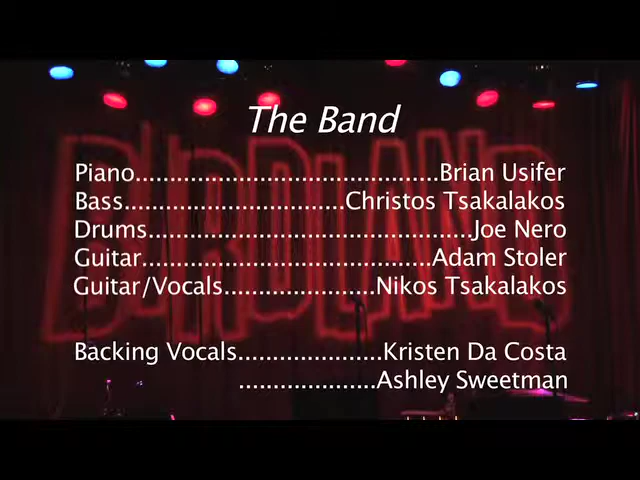 The Band
Piano.............................................Brian Usifer
Bass................................Christos Tsakalakos
Drums................................................Joe Nero
Guitar...........................................Adam Stoler
Guitar/Vocals......................Nikos Tsakalakos
Backing Vocals.....................Kristen Da Costa
....................Ashley Sweetman
BIRDLAND